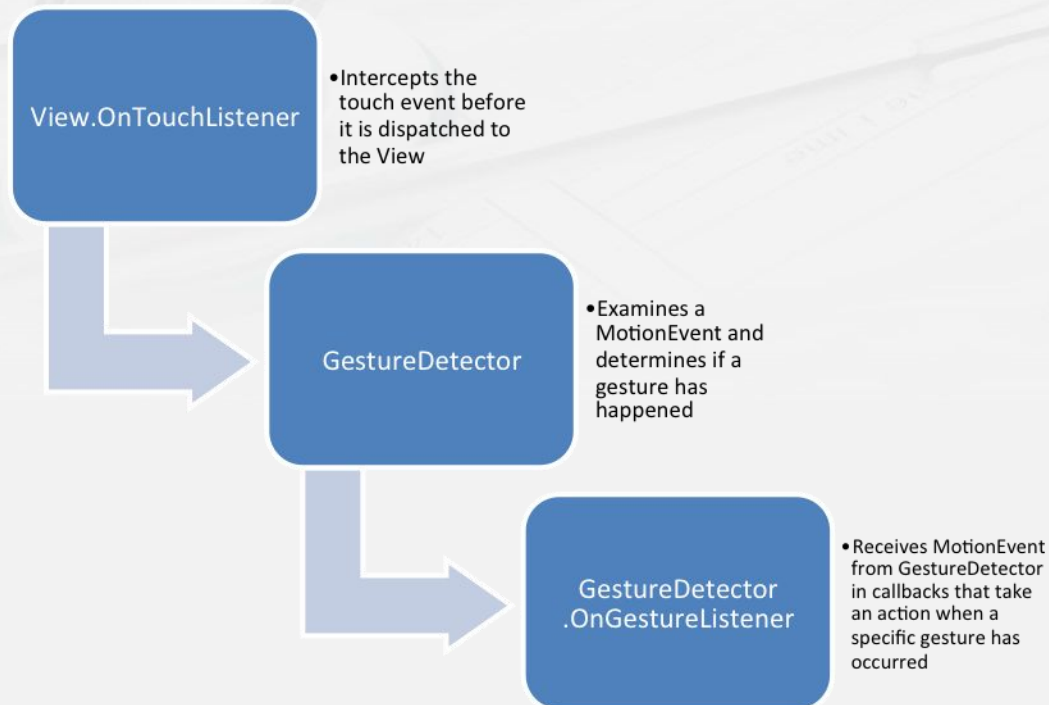 View.OnTouchListener
•Intercepts the
touch event before
it is dispatched to
the View
GestureDetector
•Examines a
MotionEvent and
determines if a
gesture has
happened
GestureDetector
.OnGestureListener
•Receives MotionEvent
from GestureDetector
in callbacks that take
an action when a
specific gesture has
occurred